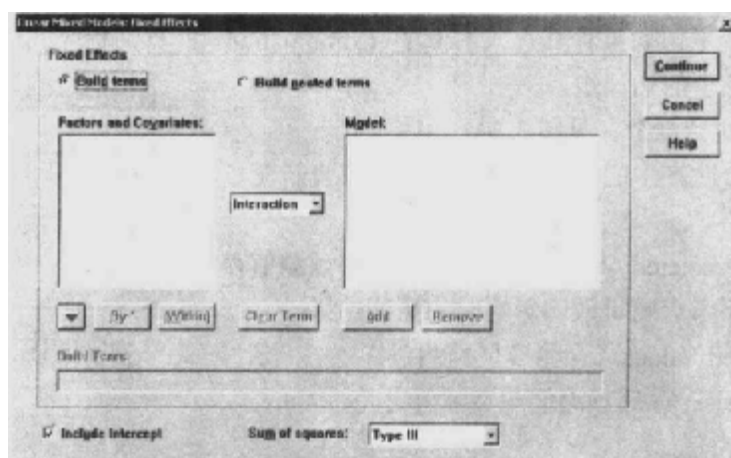 Linear Mixed Models: Fixed Effects
Fixed Effects
Build terms
Build nested terms
Continue
Cancel
Help
Factors and Covariates:
Model:
Interaction
By *
(Within)
Clear Term
Add
Remove
Build Term:
Include Intercept
Sum of squares:
Type III